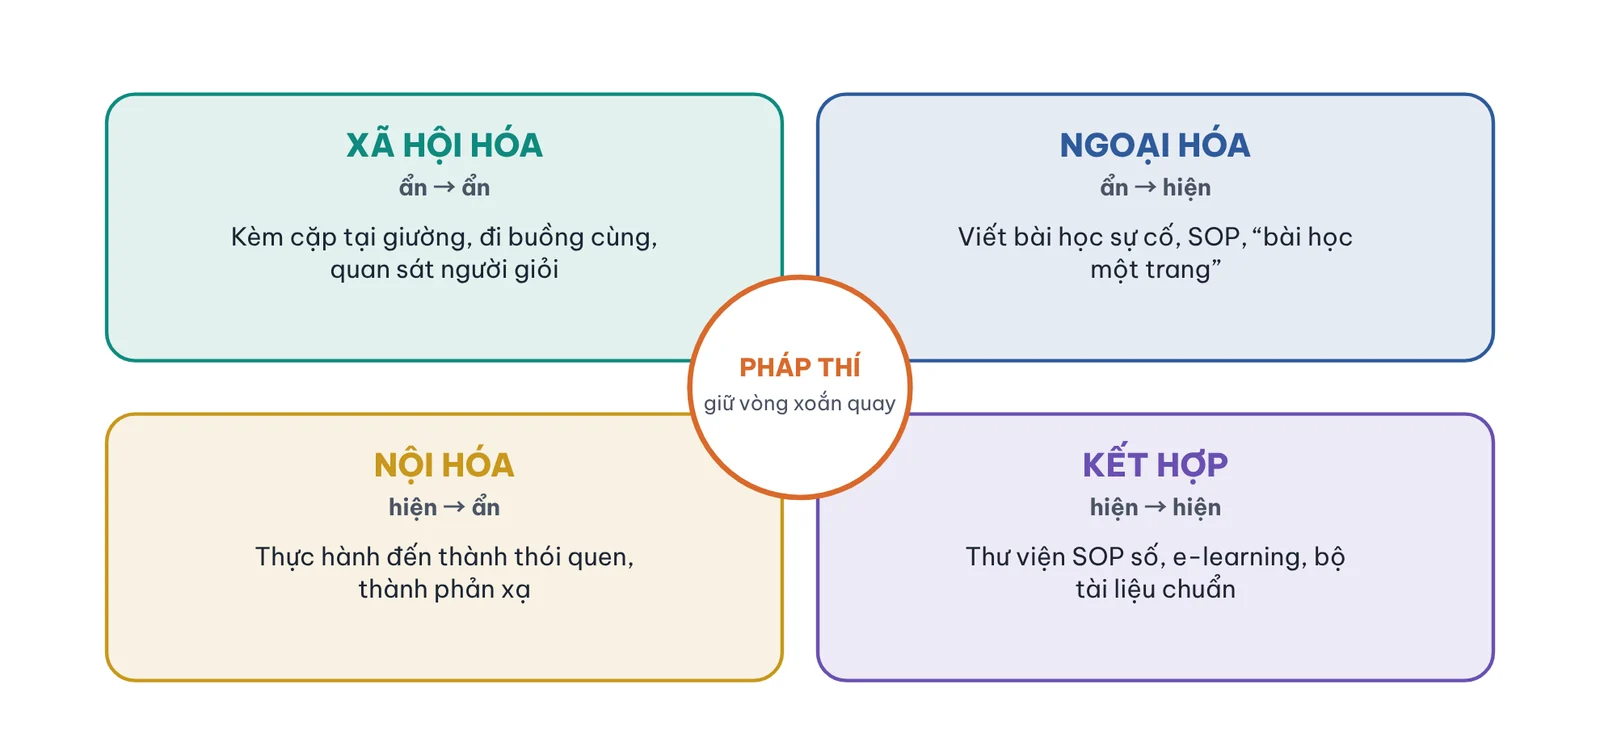 XÃ HỘI HÓA
ẩn → ẩn
Kèm cặp tại giường, đi buồng cùng,
quan sát người giỏi
NGOẠI HÓA
ẩn → hiện
Viết bài học sự cố, SOP, “bài học
một trang”
PHÁP THÍ
giữ vòng xoắn quay
NỘI HÓA
hiện → ẩn
Thực hành đến thành thói quen,
thành phản xạ
KẾT HỢP
hiện → hiện
Thư viện SOP số, e-learning, bộ
tài liệu chuẩn